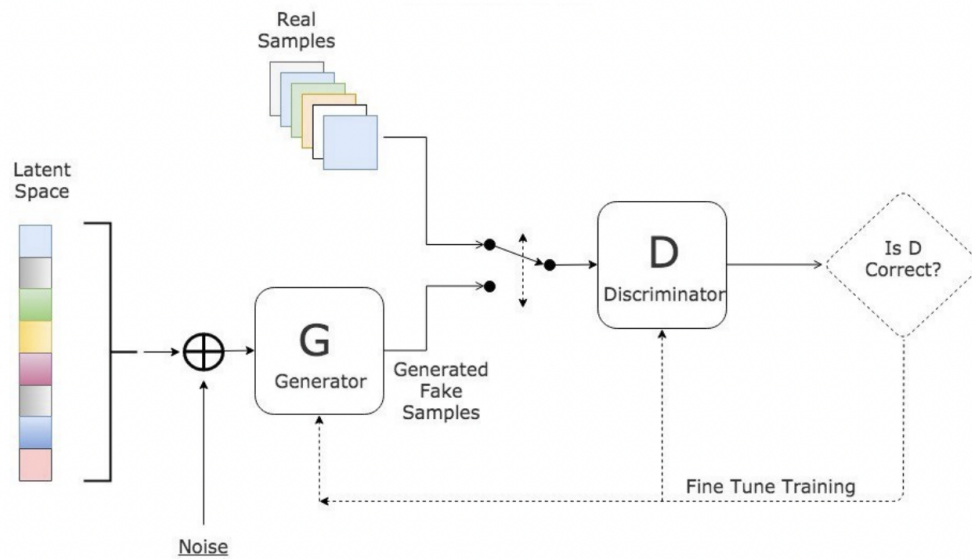 Real
Samples
Latent
Space
Is D
Correct?
D
Discriminator
G
Generator
Generated
Fake
Samples
Fine Tune Training
Noise